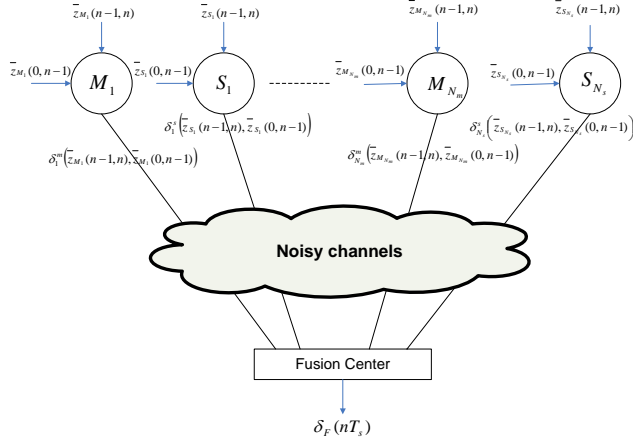 z̅_{M_1}(n−1,n)
z̅_{S_1}(n−1,n)
z̅_{M_{N_m}}(n−1,n)
z̅_{S_{N_s}}(n−1,n)
z̅_{M_1}(0,n−1)
M_1
z̅_{S_1}(0,n−1)
S_1
z̅_{M_{N_m}}(0,n−1)
M_{N_m}
z̅_{S_{N_s}}(0,n−1)
S_{N_s}
δ_1^s(z̅_{S_1}(n−1,n), z̅_{S_1}(0,n−1))
δ_{N_s}^s(z̅_{S_{N_s}}(n−1,n), z̅_{S_{N_s}}(0,n−1))
δ_1^m(z̅_{M_1}(n−1,n), z̅_{M_1}(0,n−1))
δ_{N_m}^m(z̅_{M_{N_m}}(n−1,n), z̅_{M_{N_m}}(0,n−1))
Noisy channels
Fusion Center
δ_F(nT_s)